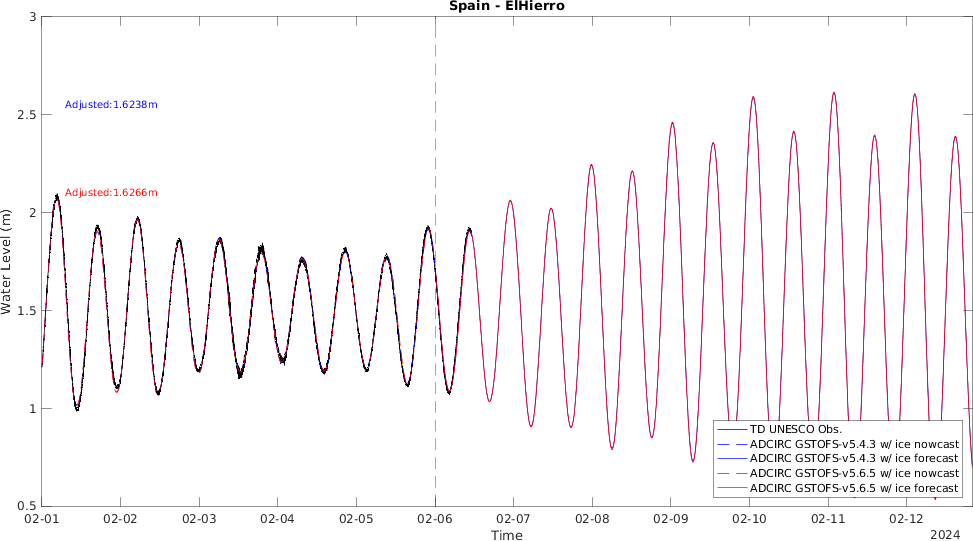 Spain - ElHierro
3
2.5
2
1.5
1
0.5
Water Level (m)
Adjusted:1.6238m
Adjusted:1.6266m
TD UNESCO Obs.
ADCIRC GSTOFS-v5.4.3 w/ ice nowcast
ADCIRC GSTOFS-v5.4.3 w/ ice forecast
ADCIRC GSTOFS-v5.6.5 w/ ice nowcast
ADCIRC GSTOFS-v5.6.5 w/ ice forecast
02-01 02-02 02-03 02-04 02-05 02-06 02-07 02-08 02-09 02-10 02-11 02-12
Time
2024